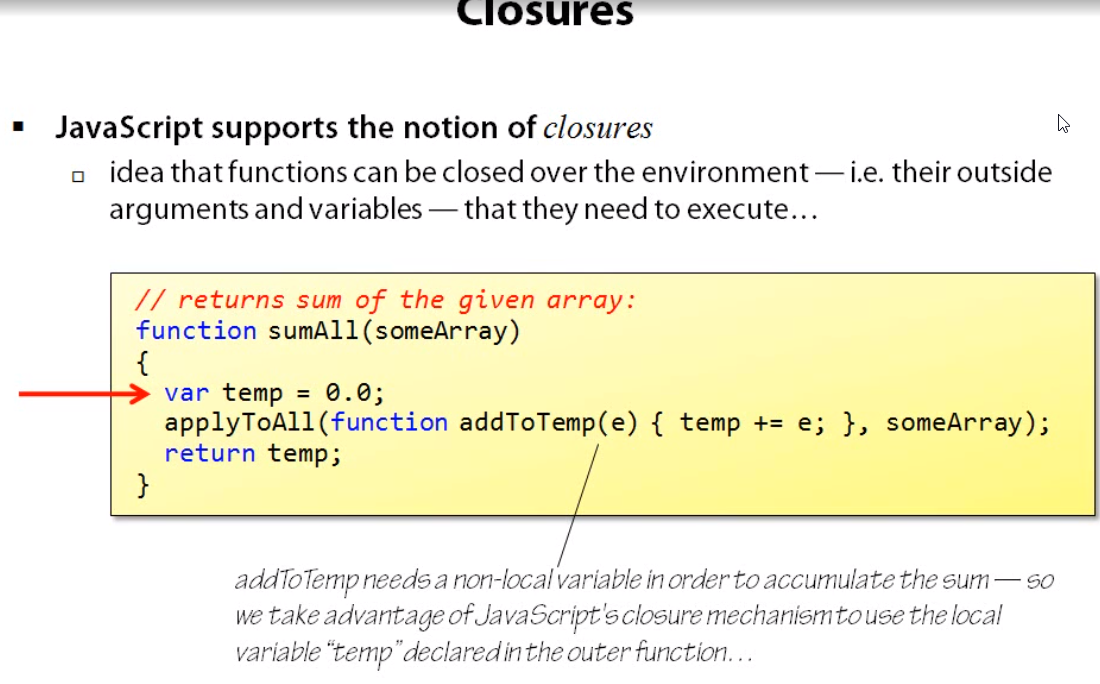 Closures
JavaScript supports the notion of closures
idea that functions can be closed over the environment — i.e. their outside
arguments and variables — that they need to execute…
// returns sum of the given array:
function sumAll(someArray)
{
var temp = 0.0;
applyToAll(function addToTemp(e) { temp += e; }, someArray);
return temp;
}
addToTemp needs a non-local variable in order to accumulate the sum — so
we take advantage of JavaScript's closure mechanism to use the local
variable “temp” declared in the outer function…